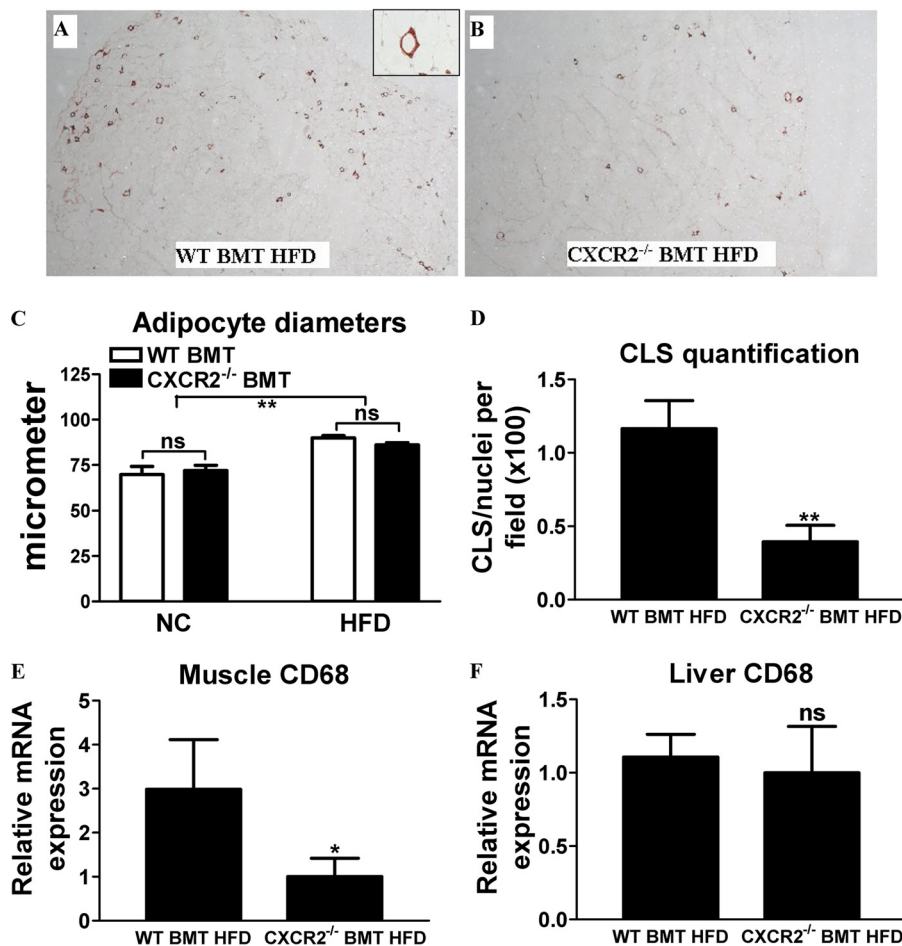 A
B
WT BMT HFD
CXCR2-/- BMT HFD
C
Adipocyte diameters
WT BMT
CXCR2-/- BMT
micrometer
125
100
75
50
25
0
ns
**
ns
NC
HFD
D
CLS quantification
CLS/nuclei per
field (x100)
1.5
1.0
0.5
0.0
**
WT BMT HFD
CXCR2-/- BMT HFD
E
Muscle CD68
Relative mRNA
expression
5
4
3
2
1
0
*
WT BMT HFD
CXCR2-/- BMT HFD
F
Liver CD68
Relative mRNA
expression
1.5
1.0
0.5
0.0
ns
WT BMT HFD
CXCR2-/- BMT HFD